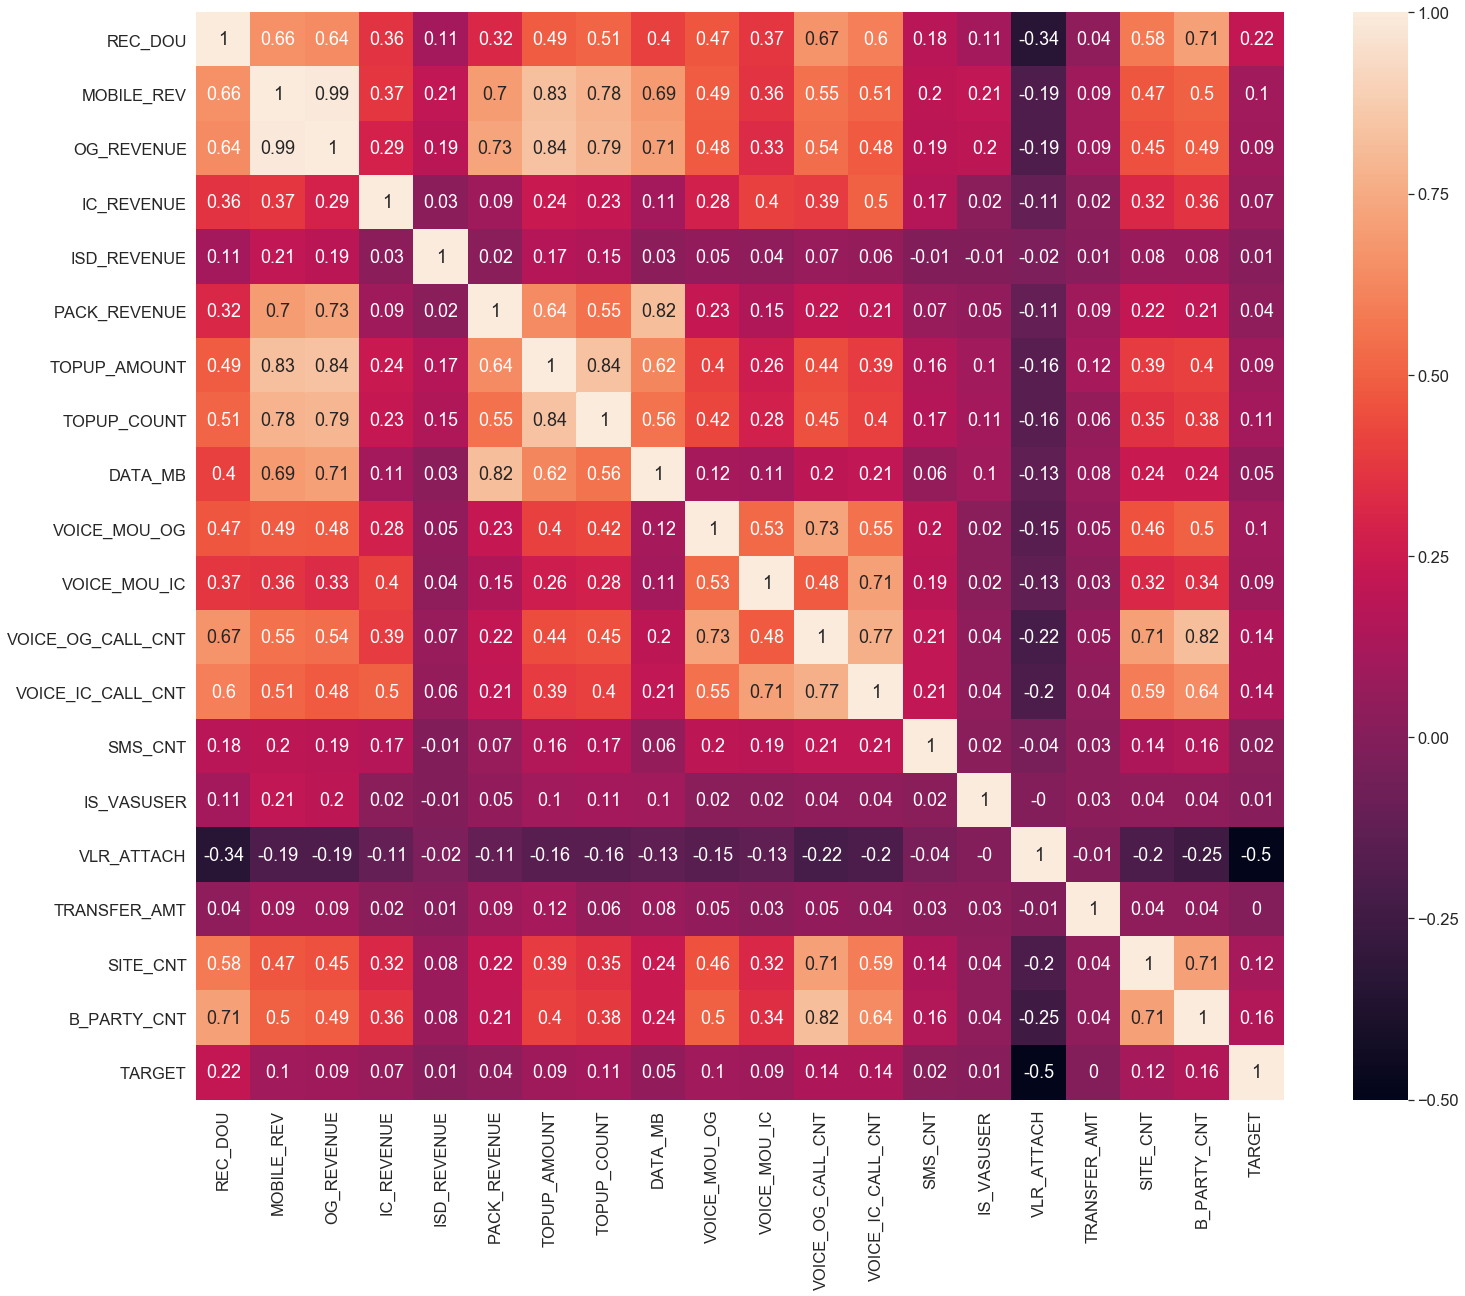 REC_DOU 1 0.66 0.64 0.36 0.11 0.32 0.49 0.51 0.4 0.47 0.37 0.67 0.6 0.18 0.11 -0.34 0.04 0.58 0.71 0.22
MOBILE_REV 0.66 1 0.99 0.37 0.21 0.7 0.83 0.78 0.69 0.49 0.36 0.55 0.51 0.2 0.21 -0.19 0.09 0.47 0.5 0.1
OG_REVENUE 0.64 0.99 1 0.29 0.19 0.73 0.84 0.79 0.71 0.48 0.33 0.54 0.48 0.19 0.2 -0.19 0.09 0.45 0.49 0.09
IC_REVENUE 0.36 0.37 0.29 1 0.03 0.09 0.24 0.23 0.11 0.28 0.4 0.39 0.5 0.17 0.02 -0.11 0.02 0.32 0.36 0.07
ISD_REVENUE 0.11 0.21 0.19 0.03 1 0.02 0.17 0.15 0.03 0.05 0.04 0.07 0.06 -0.01 -0.01 -0.02 0.01 0.08 0.08 0.01
PACK_REVENUE 0.32 0.7 0.73 0.09 0.02 1 0.64 0.55 0.82 0.23 0.15 0.22 0.21 0.07 0.05 -0.11 0.09 0.22 0.21 0.04
TOPUP_AMOUNT 0.49 0.83 0.84 0.24 0.17 0.64 1 0.84 0.62 0.4 0.26 0.44 0.39 0.16 0.1 -0.16 0.12 0.39 0.4 0.09
TOPUP_COUNT 0.51 0.78 0.79 0.23 0.15 0.55 0.84 1 0.56 0.42 0.28 0.45 0.4 0.17 0.11 -0.16 0.06 0.35 0.38 0.11
DATA_MB 0.4 0.69 0.71 0.11 0.03 0.82 0.62 0.56 1 0.12 0.11 0.2 0.21 0.06 0.1 -0.13 0.08 0.24 0.24 0.05
VOICE_MOU_OG 0.47 0.49 0.48 0.28 0.05 0.23 0.4 0.42 0.12 1 0.53 0.73 0.55 0.2 0.02 -0.15 0.05 0.46 0.5 0.1
VOICE_MOU_IC 0.37 0.36 0.33 0.4 0.04 0.15 0.26 0.28 0.11 0.53 1 0.48 0.71 0.19 0.02 -0.13 0.03 0.32 0.34 0.09
VOICE_OG_CALL_CNT 0.67 0.55 0.54 0.39 0.07 0.22 0.44 0.45 0.2 0.73 0.48 1 0.77 0.21 0.04 -0.22 0.05 0.71 0.82 0.14
VOICE_IC_CALL_CNT 0.6 0.51 0.48 0.5 0.06 0.21 0.39 0.4 0.21 0.55 0.71 0.77 1 0.21 0.04 -0.2 0.04 0.59 0.64 0.14
SMS_CNT 0.18 0.2 0.19 0.17 -0.01 0.07 0.16 0.17 0.06 0.2 0.19 0.21 0.21 1 0.02 -0.04 0.03 0.14 0.16 0.02
IS_VASUSER 0.11 0.21 0.2 0.02 -0.01 0.05 0.1 0.11 0.1 0.02 0.02 0.04 0.04 0.02 1 -0 0.03 0.04 0.04 0.01
VLR_ATTACH -0.34 -0.19 -0.19 -0.11 -0.02 -0.11 -0.16 -0.16 -0.13 -0.15 -0.13 -0.22 -0.2 -0.04 -0 1 -0.01 -0.2 -0.25 -0.5
TRANSFER_AMT 0.04 0.09 0.09 0.02 0.01 0.09 0.12 0.06 0.08 0.05 0.03 0.05 0.04 0.03 0.03 -0.01 1 0.04 0.04 0
SITE_CNT 0.58 0.47 0.45 0.32 0.08 0.22 0.39 0.35 0.24 0.46 0.32 0.71 0.59 0.14 0.04 -0.2 0.04 1 0.71 0.12
B_PARTY_CNT 0.71 0.5 0.49 0.36 0.08 0.21 0.4 0.38 0.24 0.5 0.34 0.82 0.64 0.16 0.04 -0.25 0.04 0.71 1 0.16
TARGET 0.22 0.1 0.09 0.07 0.01 0.04 0.09 0.11 0.05 0.1 0.09 0.14 0.14 0.02 0.01 -0.5 0 0.12 0.16 1
REC_DOU
MOBILE_REV
OG_REVENUE
IC_REVENUE
ISD_REVENUE
PACK_REVENUE
TOPUP_AMOUNT
TOPUP_COUNT
DATA_MB
VOICE_MOU_OG
VOICE_MOU_IC
VOICE_OG_CALL_CNT
VOICE_IC_CALL_CNT
SMS_CNT
IS_VASUSER
VLR_ATTACH
TRANSFER_AMT
SITE_CNT
B_PARTY_CNT
TARGET
1.00
0.75
0.50
0.25
0.00
−0.25
−0.50